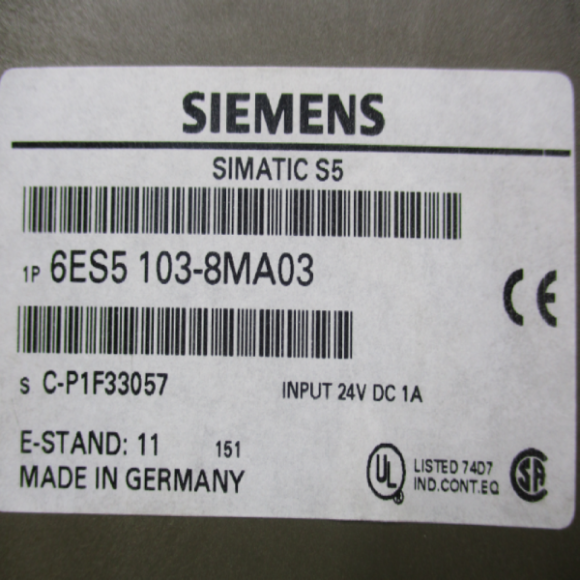 SIEMENS
SIMATIC S5
1P 6ES5 103-8MA03
CE
S C-P1F33057
INPUT 24V DC 1A
E-STAND: 11 151
MADE IN GERMANY
UL ®
LISTED 74D7
IND.CONT.EQ
SA